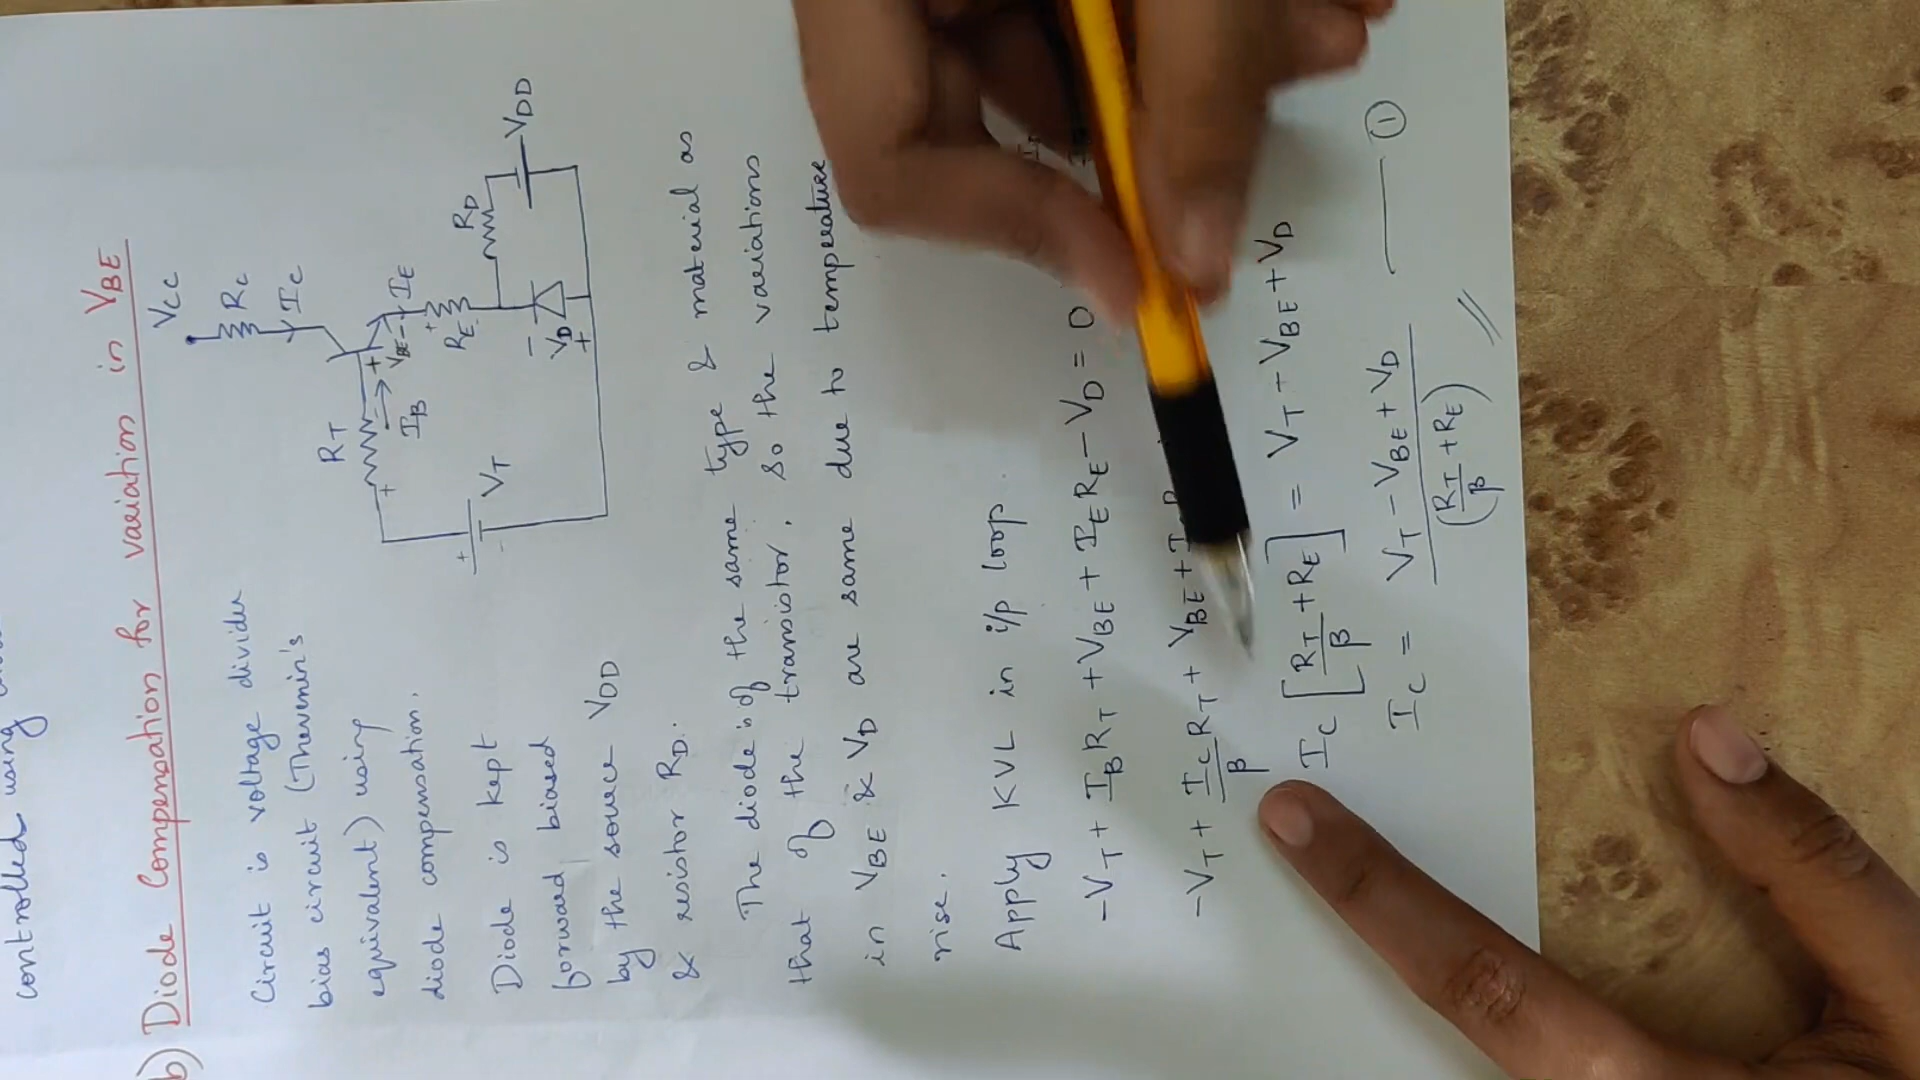 controlled using
b) Diode Compensation for variation in VBE
Circuit is voltage divider
bias circuit (Thevenin's
equivalent) using
diode compensation.
Diode is kept
forward biased
by the source VDD
& resistor RD.
VCC
RC
IC
RT
+
IB
+
VBE
-
IE
+
RE
-
RD
VDD
-
VD
+
+
VT
-
The diode is of the same type & material as
that of the transistor. So the variations
in VBE & VD are same due to temperature
rise.
Apply KVL in i/p loop.
-VT + IBRT + VBE + IERE - VD = 0
-VT + IC/β RT + VBE +
IC [RT/β + RE] = VT - VBE + VD
IC = VT - VBE + VD / (RT/β + RE) — ①